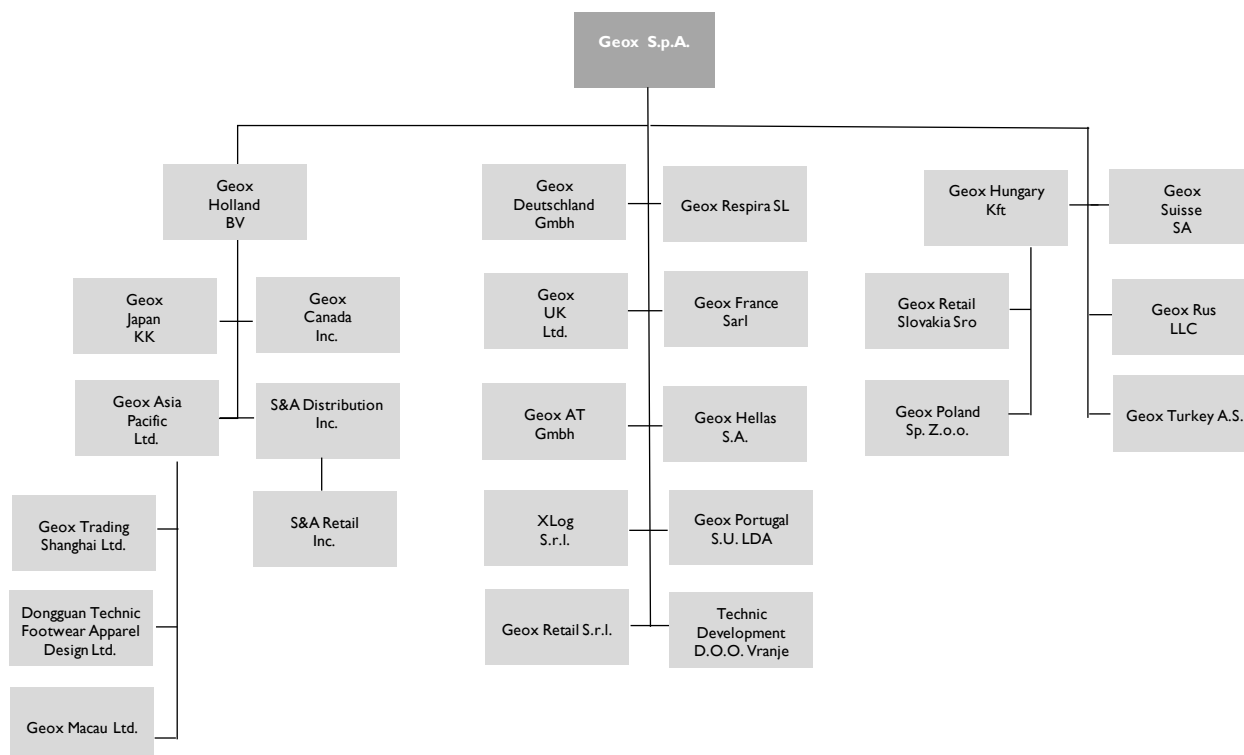 Geox S.p.A.
Geox
Holland
BV
Geox
Deutschland
Gmbh
Geox Respira SL
Geox Hungary
Kft
Geox
Suisse
SA
Geox
Japan
KK
Geox
Canada
Inc.
Geox
UK
Ltd.
Geox France
Sarl
Geox Retail
Slovakia Sro
Geox Rus
LLC
Geox Asia
Pacific
Ltd.
S&A Distribution
Inc.
Geox AT
Gmbh
Geox Hellas
S.A.
Geox Poland
Sp. Z.o.o.
Geox Turkey A.S.
Geox Trading
Shanghai Ltd.
S&A Retail
Inc.
XLog
S.r.l.
Geox Portugal
S.U. LDA
Dongguan Technic
Footwear Apparel
Design Ltd.
Geox Retail S.r.l.
Technic
Development
D.O.O. Vranje
Geox Macau Ltd.